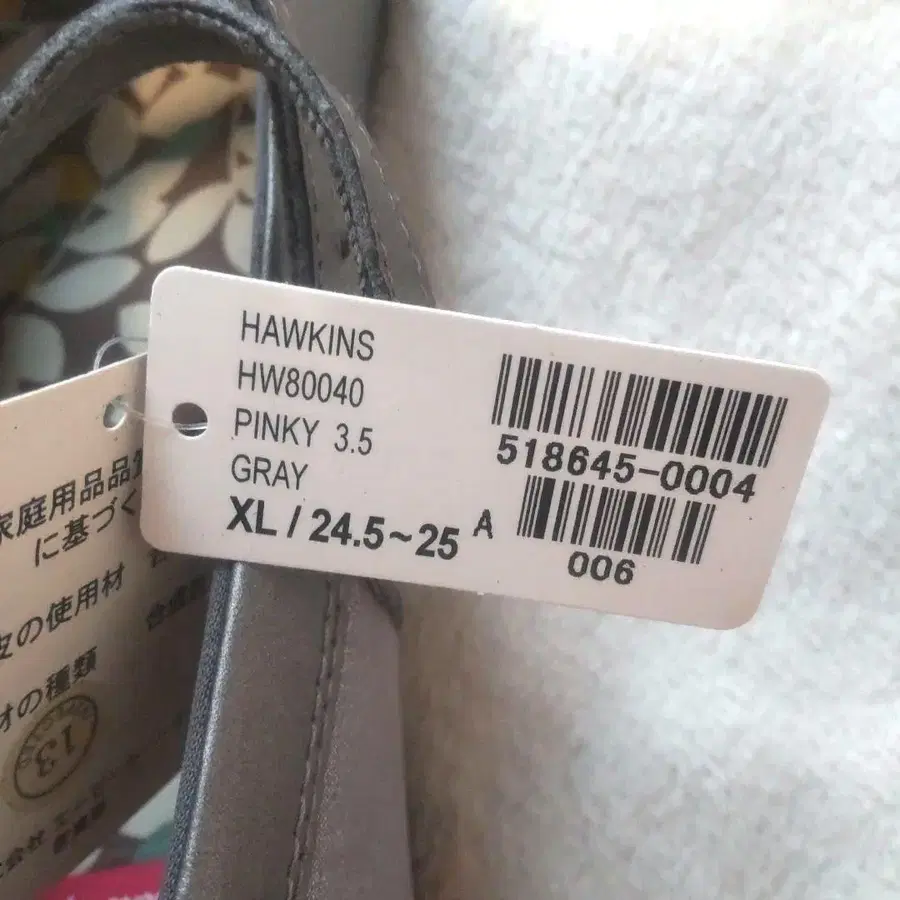 HAWKINS
HW80040
PINKY 3.5
GRAY
XL / 24.5~25 A
518645-0004
006
家庭用品品
に基づく
皮の使用材
の種類
13